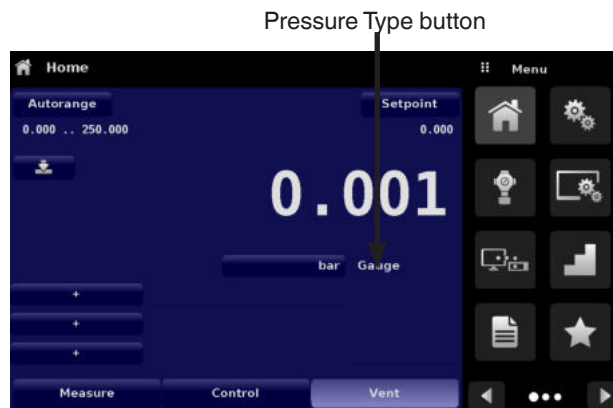 Pressure Type button
Home
Menu
Autorange
Setpoint
0.000 .. 250.000
0.000
0.001
bar Gauge
+
+
+
Measure Control Vent